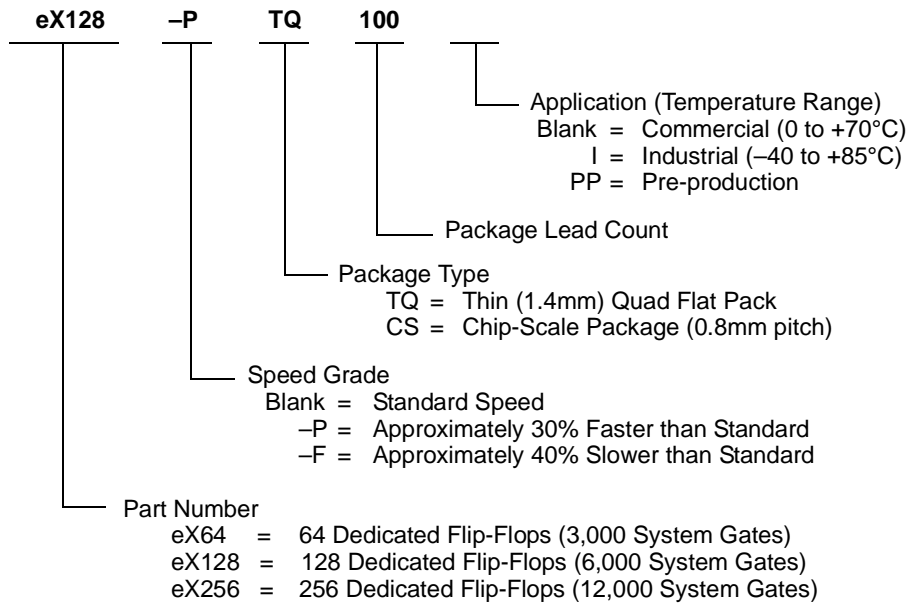 eX128 –P TQ 100
Application (Temperature Range)
Blank = Commercial (0 to +70°C)
I = Industrial (–40 to +85°C)
PP = Pre-production
Package Lead Count
Package Type
TQ = Thin (1.4mm) Quad Flat Pack
CS = Chip-Scale Package (0.8mm pitch)
Speed Grade
Blank = Standard Speed
–P = Approximately 30% Faster than Standard
–F = Approximately 40% Slower than Standard
Part Number
eX64 = 64 Dedicated Flip-Flops (3,000 System Gates)
eX128 = 128 Dedicated Flip-Flops (6,000 System Gates)
eX256 = 256 Dedicated Flip-Flops (12,000 System Gates)